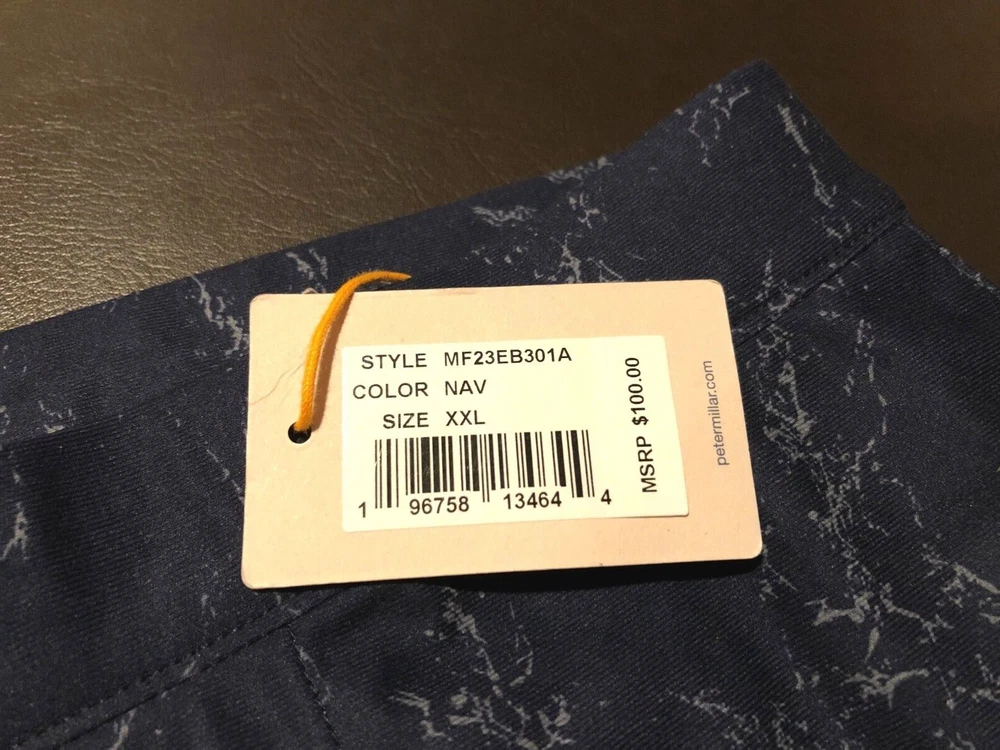 STYLE MF23EB301A
COLOR NAV
SIZE XXL
1 96758 13464 4
MSRP $100.00
petermillar.com